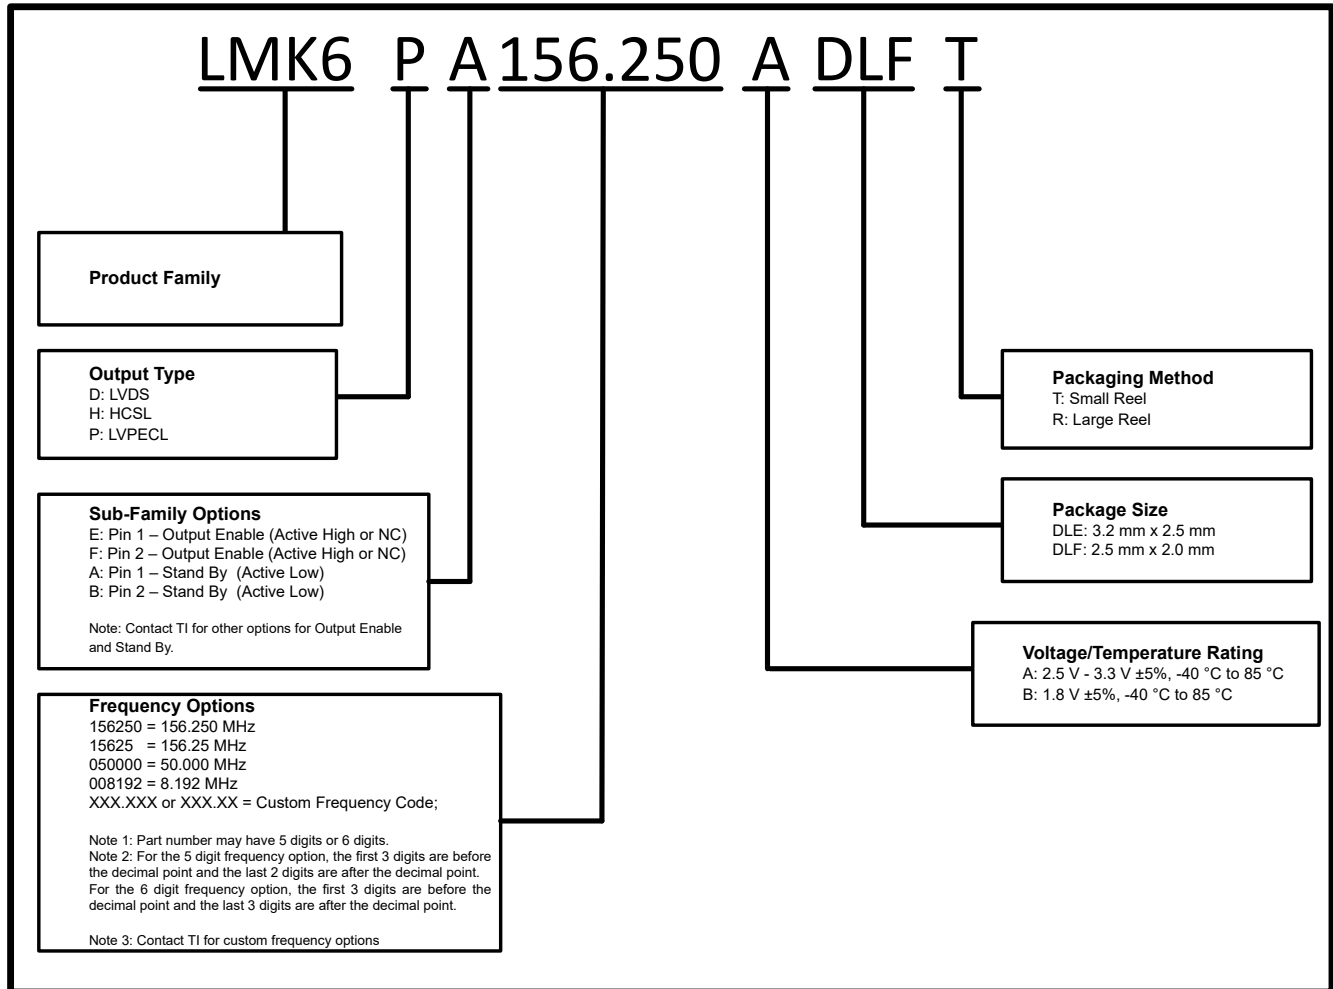 LMK6 P A 156.250 A DLF T
Product Family
Output Type
D: LVDS
H: HCSL
P: LVPECL
Sub-Family Options
E: Pin 1 – Output Enable (Active High or NC)
F: Pin 2 – Output Enable (Active High or NC)
A: Pin 1 – Stand By (Active Low)
B: Pin 2 – Stand By (Active Low)
Note: Contact TI for other options for Output Enable
and Stand By.
Frequency Options
156250 = 156.250 MHz
15625 = 156.25 MHz
050000 = 50.000 MHz
008192 = 8.192 MHz
XXX.XXX or XXX.XX = Custom Frequency Code;
Note 1: Part number may have 5 digits or 6 digits.
Note 2: For the 5 digit frequency option, the first 3 digits are before
the decimal point and the last 2 digits are after the decimal point.
For the 6 digit frequency option, the first 3 digits are before the
decimal point and the last 3 digits are after the decimal point.
Note 3: Contact TI for custom frequency options
Packaging Method
T: Small Reel
R: Large Reel
Package Size
DLE: 3.2 mm x 2.5 mm
DLF: 2.5 mm x 2.0 mm
Voltage/Temperature Rating
A: 2.5 V - 3.3 V ±5%, -40 °C to 85 °C
B: 1.8 V ±5%, -40 °C to 85 °C